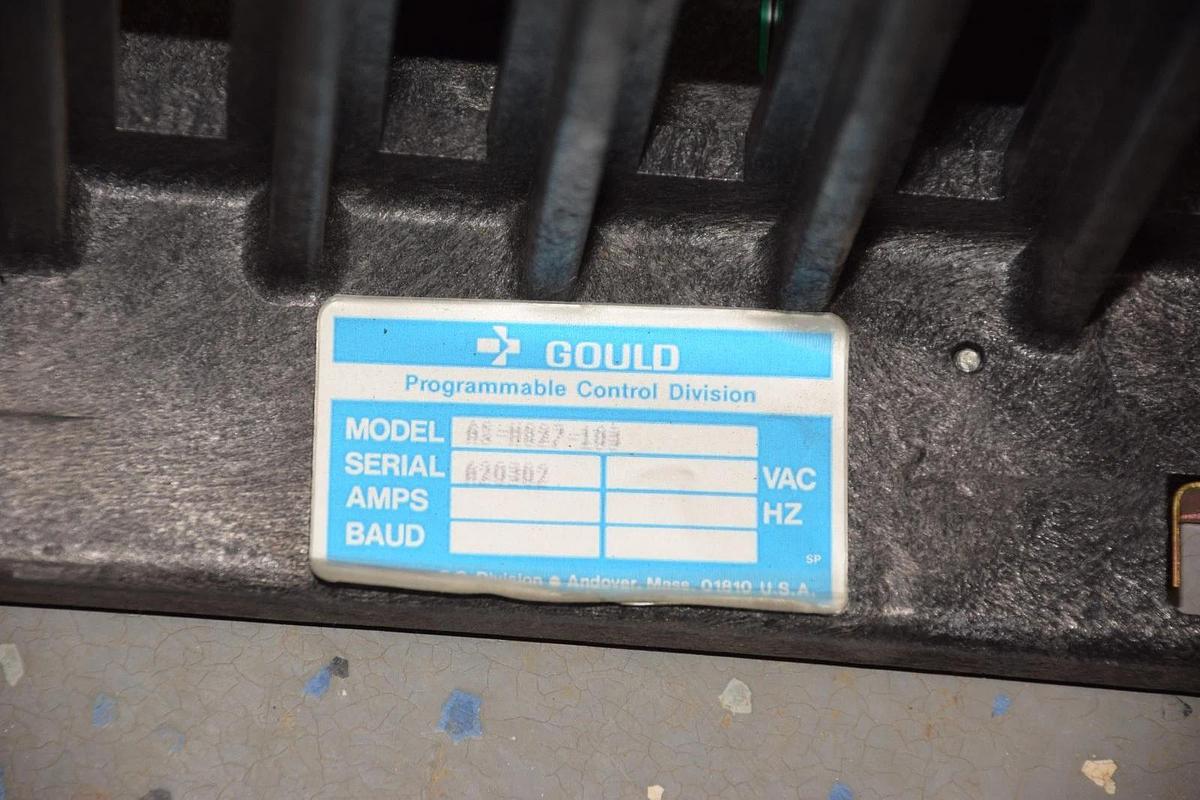 GOULD
Programmable Control Division
MODEL AS-H827-103
SERIAL A20302 VAC
AMPS HZ
BAUD
SP
Division Andover, Mass. 01810 U.S.A.